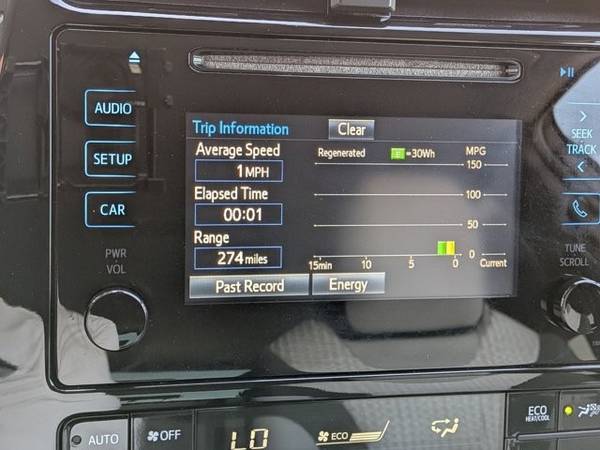 AUDIO
SETUP
CAR
PWR
VOL
Trip Information
Clear
Average Speed
1 MPH
Elapsed Time
00:01
Range
274 miles
Past Record
Energy
Regenerated E =30Wh MPG
150
100
50
0
15min 10 5 0 Current
SEEK
TRACK
TUNE
SCROLL
AUTO
OFF
LO
ECO
ECO
HEAT/COOL